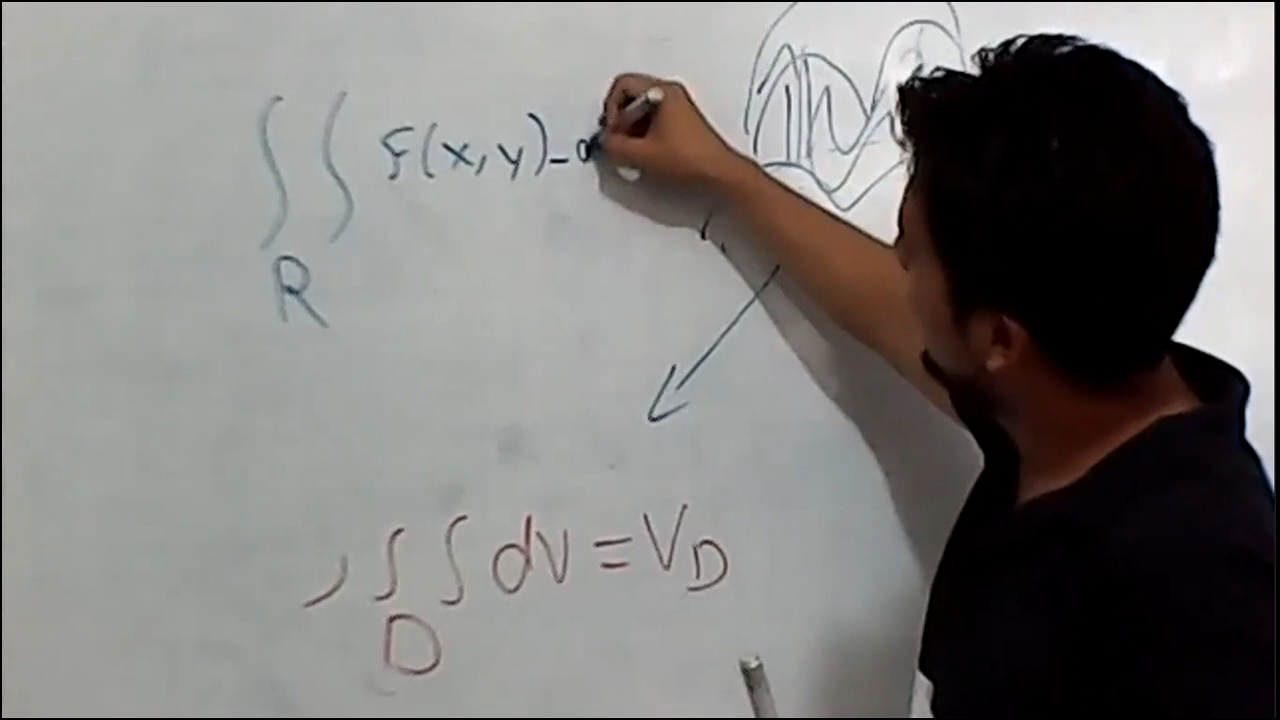 ∫∫ f(x,y)-
R
∫∫∫ dV = V_D
D